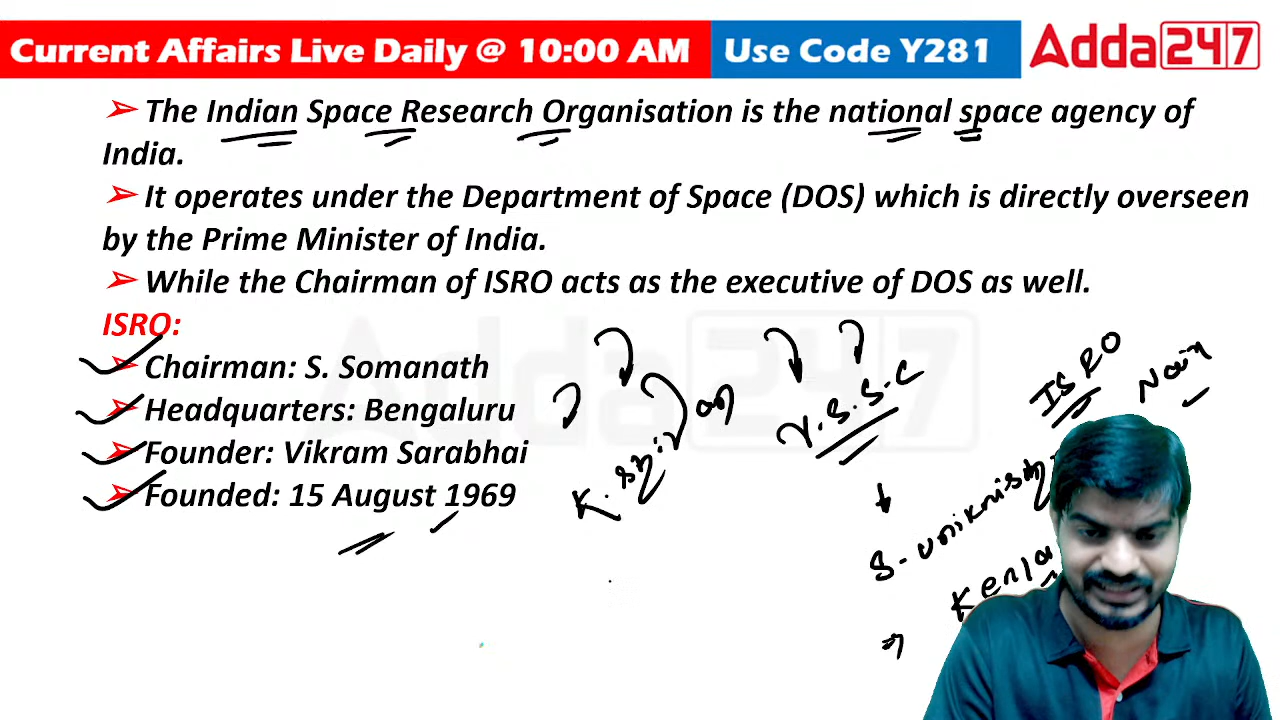 Current Affairs Live Daily @ 10:00 AM
Use Code Y281
Adda247
➢ The Indian Space Research Organisation is the national space agency of
India.
➢ It operates under the Department of Space (DOS) which is directly overseen
by the Prime Minister of India.
➢ While the Chairman of ISRO acts as the executive of DOS as well.
ISRO:
➢ Chairman: S. Somanath
➢ Headquarters: Bengaluru
➢ Founder: Vikram Sarabhai
➢ Founded: 15 August 1969
Adda247
ISRO
Nair
V.S.S.C
K.
S.